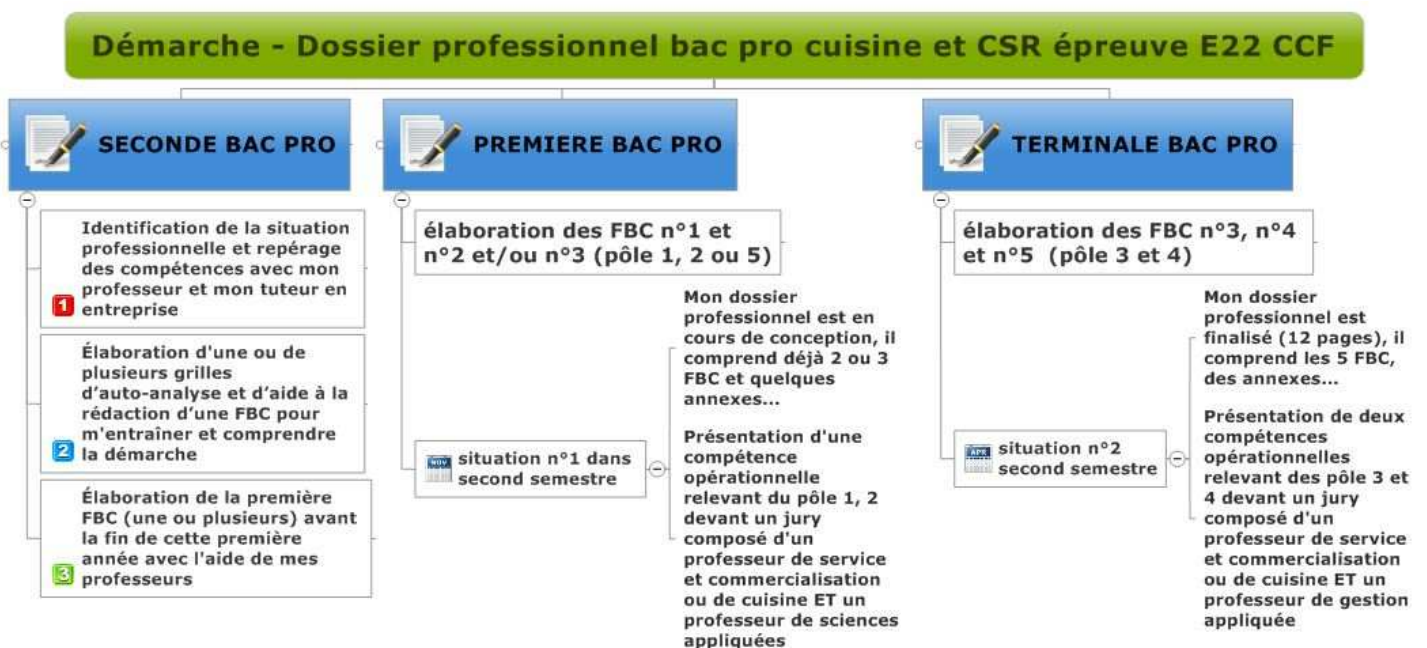 Démarche - Dossier professionnel bac pro cuisine et CSR épreuve E22 CCF
SECONDE BAC PRO
Identification de la situation
professionnelle et repérage
des compétences avec mon
professeur et mon tuteur en
1 entreprise
Élaboration d'une ou de
plusieurs grilles
d'auto-analyse et d'aide à la
rédaction d'une FBC pour
m'entraîner et comprendre
2 la démarche
Élaboration de la première
FBC (une ou plusieurs) avant
la fin de cette première
année avec l'aide de mes
3 professeurs
PREMIERE BAC PRO
élaboration des FBC n°1 et
n°2 et/ou n°3 (pôle 1, 2 ou 5)
NOV situation n°1 dans
second semestre
Mon dossier
professionnel est en
cours de conception, il
comprend déjà 2 ou 3
FBC et quelques
annexes...
Présentation d'une
compétence
opérationnelle
relevant du pôle 1, 2
devant un jury
composé d'un
professeur de service
et commercialisation
ou de cuisine ET un
professeur de sciences
appliquées
TERMINALE BAC PRO
élaboration des FBC n°3, n°4
et n°5 (pôle 3 et 4)
APR situation n°2
second semestre
Mon dossier
professionnel est
finalisé (12 pages), il
comprend les 5 FBC,
des annexes...
Présentation de deux
compétences
opérationnelles
relevant des pôle 3 et
4 devant un jury
composé d'un
professeur de service
et commercialisation
ou de cuisine ET un
professeur de gestion
appliquée